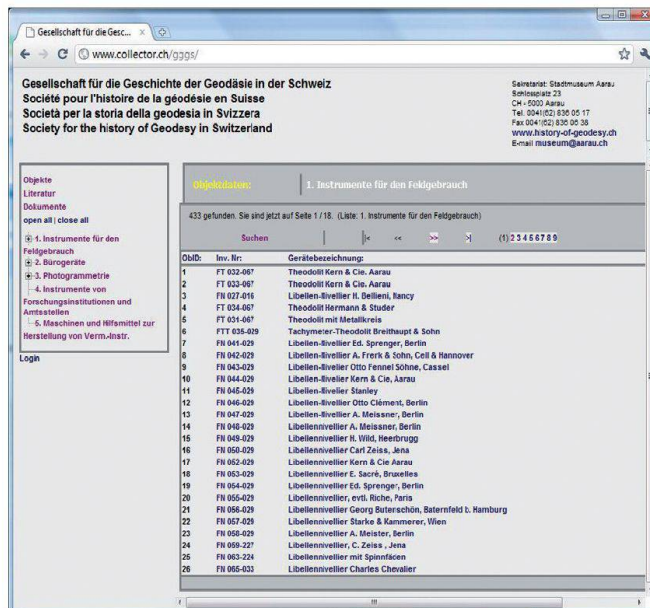 Gesellschaft für die Gesc...
www.collector.ch/gggs/
Gesellschaft für die Geschichte der Geodäsie in der Schweiz
Société pour l'histoire de la géodésie en Suisse
Società per la storia della geodesia in Svizzera
Society for the history of Geodesy in Switzerland
Sekretariat: Stadtmuseum Aarau
Schlossplatz 23
CH - 5000 Aarau
Tel. 0041(62) 836 05 17
Fax 0041(62) 836 06 38
www.history-of-geodesy.ch
E-mail museum@aarau.ch
Objekte
Literatur
Dokumente
open all | close all
1. Instrumente für den
Feldgebrauch
2. Bürogeräte
3. Photogrammetrie
4. Instrumente von
Forschungsinstitutionen und
Amtsstellen
5. Maschinen und Hilfsmittel zur
Herstellung von Verm.-Instr.
Login
Objektdaten: 1. Instrumente für den Feldgebrauch
433 gefunden. Sie sind jetzt auf Seite 1 / 18. (Liste: 1. Instrumente für den Feldgebrauch)
Suchen |< << >> >| (1) 2 3 4 5 6 7 8 9
ObID: Inv. Nr: Gerätebezeichnung:
1 FT 032-067 Theodolit Kern & Cie. Aarau
2 FT 033-067 Theodolit Kern & Cie. Aarau
3 FN 027-016 Libellen-Nivellier H. Bellieni, Nancy
4 FT 034-067 Theodolit Hermann & Studer
5 FT 031-067 Theodolit mit Metallkreis
6 FTT 035-029 Tachymeter-Theodolit Breithaupt & Sohn
7 FN 041-029 Libellen-Nivellier Ed. Sprenger, Berlin
8 FN 042-029 Libellen-Nivellier A. Frerk & Sohn, Cell & Hannover
9 FN 043-029 Libellen-Nivelier Otto Fennel Söhne, Cassel
10 FN 044-029 Libellen-Nivelier Kern & Cie, Aarau
11 FN 045-029 Libellen-Nivelier Stanley
12 FN 046-029 Libellen-Nivellier Otto Clément, Berlin
13 FN 047-029 Libellen-Nivellier A. Meissner, Berlin
14 FN 048-029 Libellennivellier A. Meissner, Berlin
15 FN 049-029 Libellennivellier H. Wild, Heerbrugg
16 FN 050-029 Libellennivellier Carl Zeiss, Jena
17 FN 052-029 Libellennivellier Kern & Cie Aarau
18 FN 053-029 Libellennivellier E. Sacré, Bruxelles
19 FN 054-029 Libellennivellier Ed. Sprenger, Berlin
20 FN 055-029 Libellennivellier, evtl. Riche, Paris
21 FN 056-029 Libellennivellier Georg Buterschön, Baternfeld b. Hamburg
22 FN 057-029 Libellennivellier Starke & Kammerer, Wien
23 FN 058-029 Libellennivellier A. Meister, Berlin
24 FN 059-227 Libellennivellier, C. Zeiss , Jena
25 FN 063-224 Libellennivellier mit Spinnfäden
26 FN 065-033 Libellennivellier Charles Chevalier